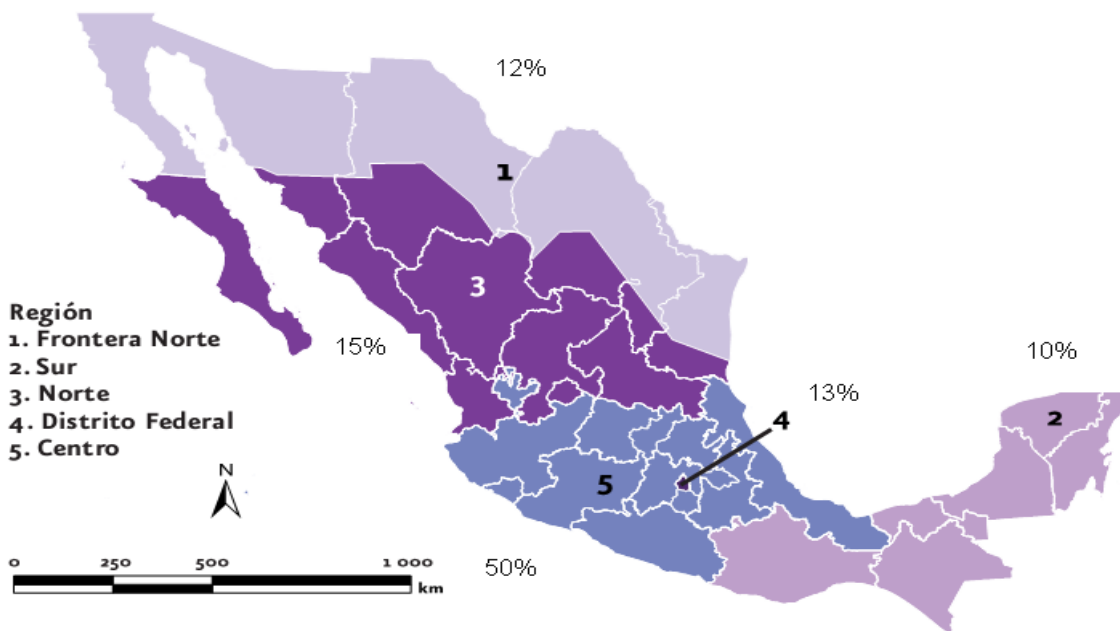 12%
1
3
Región
1. Frontera Norte
2. Sur
3. Norte
4. Distrito Federal
5. Centro
15%
10%
13%
4
2
N
5
0 250 500 1 000
km
50%